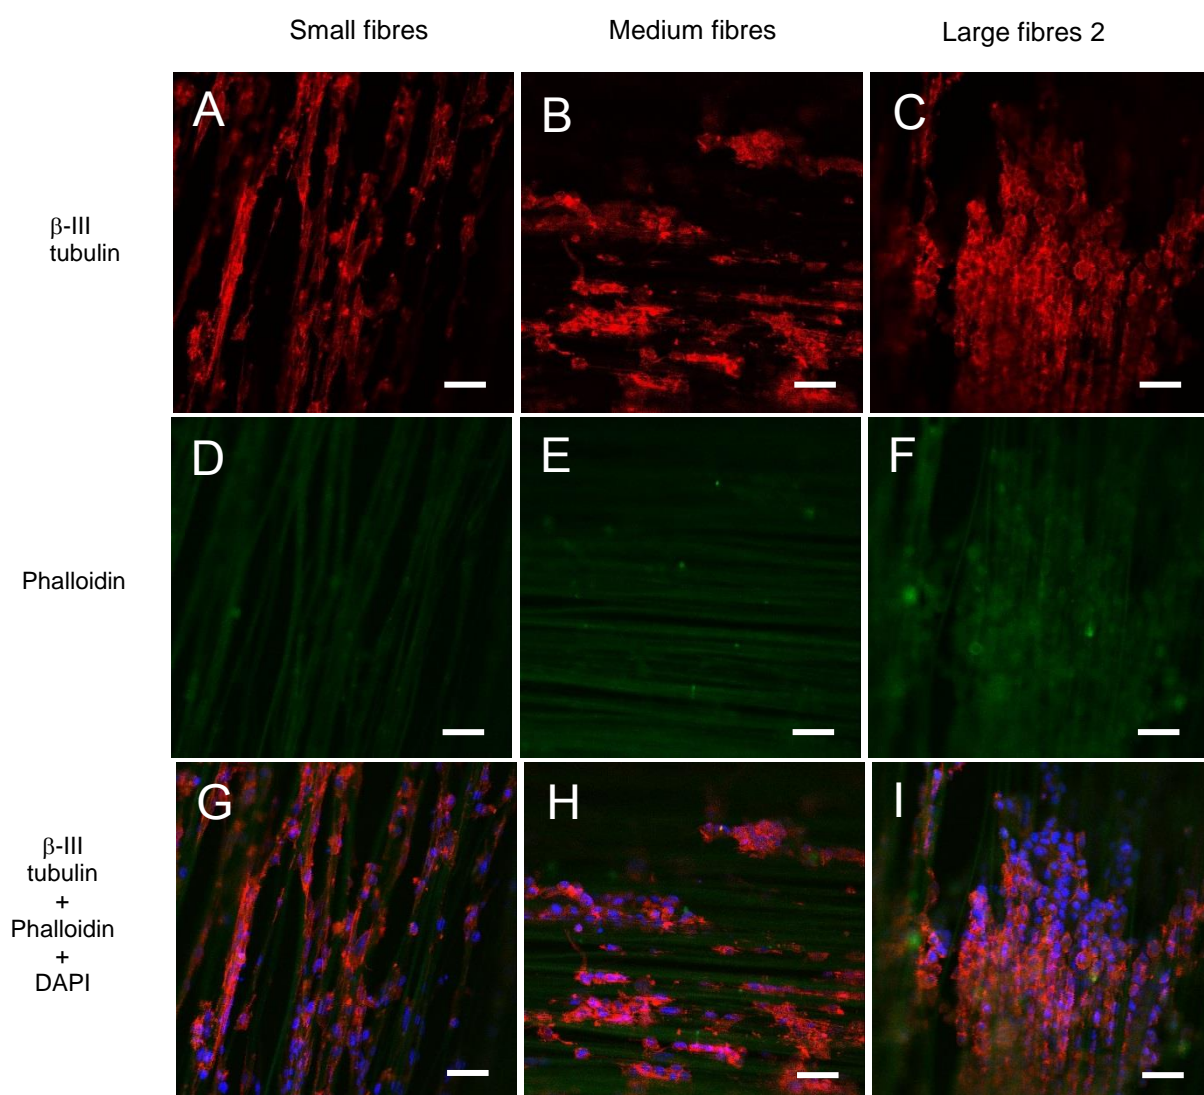 Small fibres
Medium fibres
Large fibres 2
β-III
tubulin
A
B
C
Phalloidin
D
E
F
β-III
tubulin
+
Phalloidin
+
DAPI
G
H
I